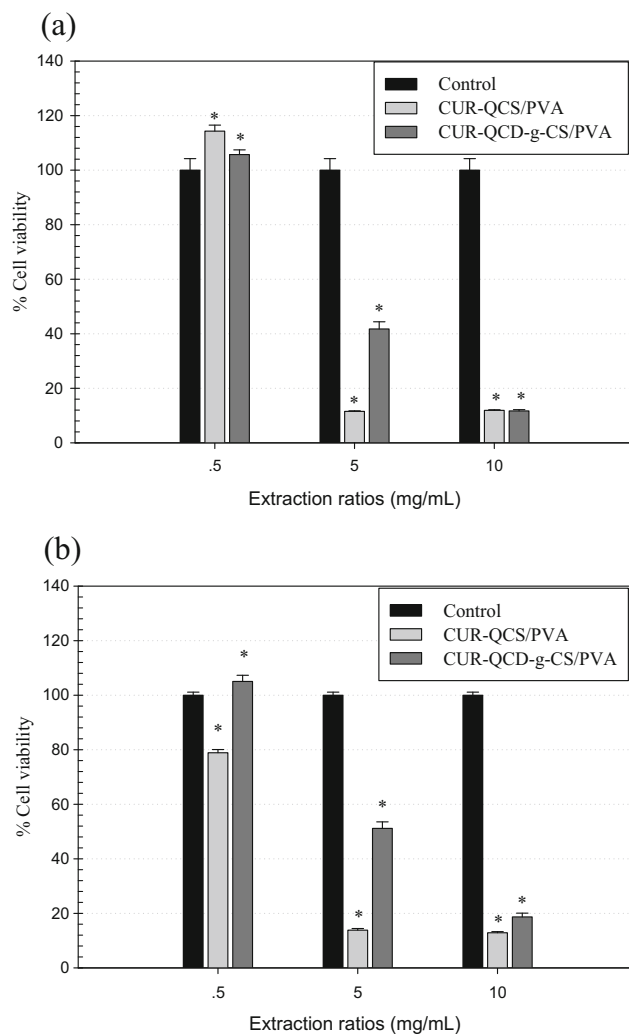 (a)
140
120
100
80
60
40
20
0
% Cell viability
Control
CUR-QCS/PVA
CUR-QCD-g-CS/PVA
* *
* *
* *
.5 5 10
Extraction ratios (mg/mL)
(b)
140
120
100
80
60
40
20
0
% Cell viability
Control
CUR-QCS/PVA
CUR-QCD-g-CS/PVA
* *
* *
* *
.5 5 10
Extraction ratios (mg/mL)